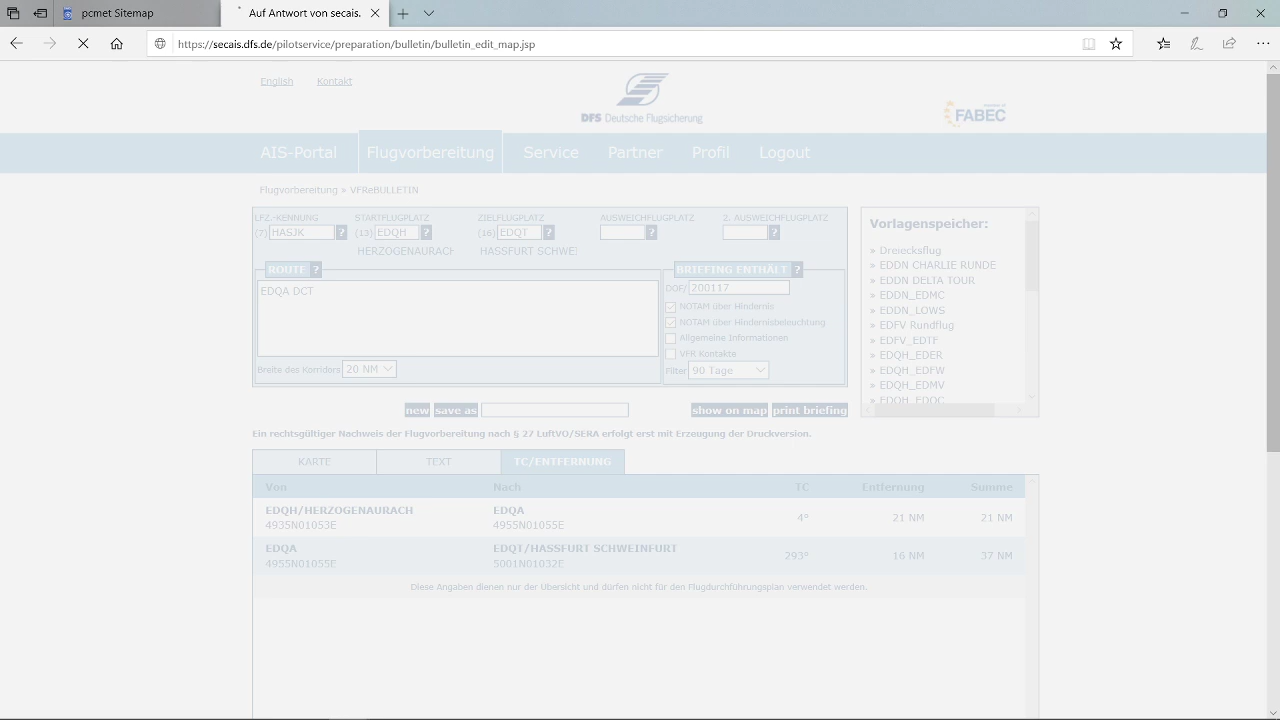 von secais.dfs.de
https://secais.dfs.de/pilotservice/preparation/bulletin/bulletin_edit_map.jsp
English Kontakt
DFS Deutsche Flugsicherung
FABEC
AIS-Portal Flugvorbereitung Service Partner Profil Logout
Flugvorbereitung » VFReBULLETIN
LFZ.-KENNUNG STARTFLUGPLATZ ZIELFLUGPLATZ AUSWEICHFLUGPLATZ 2. AUSWEICHFLUGPLATZ
(7) ? (13) EDQH ? (16) EDQT ? ? ?
HERZOGENAURACH HASSFURT SCHWEI
ROUTE ?
EDQA DCT
Breite des Korridors 20 NM
BRIEFING ENTHÄLT ?
DOF/ 200117
NOTAM über Hindernis
NOTAM über Hindernisbeleuchtung
Allgemeine Informationen
VFR Kontakte
Filter 90 Tage
Vorlagenspeicher:
» Dreiecksflug
» EDDN CHARLIE RUNDE
» EDDN DELTA TOUR
» EDDN_EDMC
» EDDN_LOWS
» EDFV Rundflug
» EDFV_EDTF
» EDQH_EDER
» EDQH_EDFW
» EDQH_EDMV
» EDQH_EDQC
new save as show on map print briefing
Ein rechtsgültiger Nachweis der Flugvorbereitung nach § 27 LuftVO/SERA erfolgt erst mit Erzeugung der Druckversion.
KARTE TEXT TC/ENTFERNUNG
Von Nach TC Entfernung Summe
EDQH/HERZOGENAURACH EDQA
4935N01053E 4955N01055E 4° 21 NM 21 NM
EDQA EDQT/HASSFURT SCHWEINFURT
4955N01055E 5001N01032E 293° 16 NM 37 NM
Diese Angaben dienen nur der Übersicht und dürfen nicht für den Flugdurchführungsplan verwendet werden.